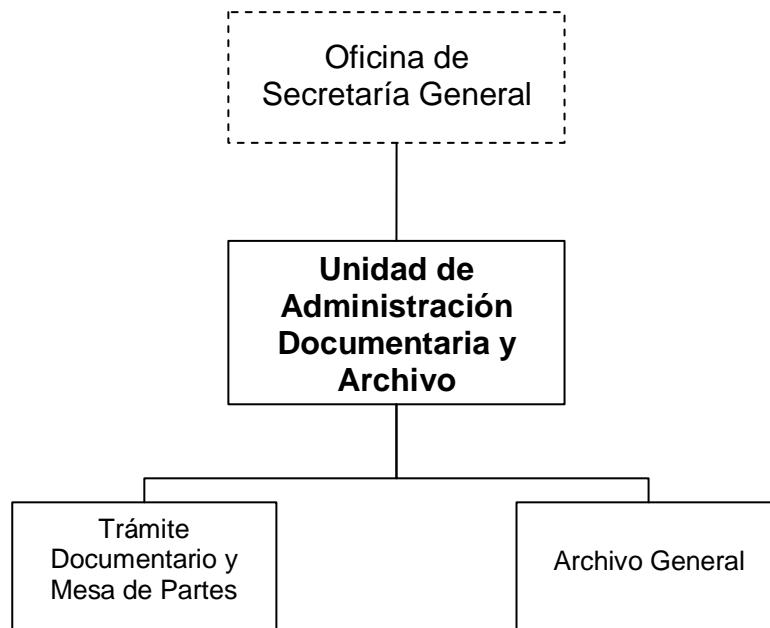 Oficina de
Secretaría General
Unidad de
Administración
Documentaria y
Archivo
Trámite
Documentario y
Mesa de Partes
Archivo General